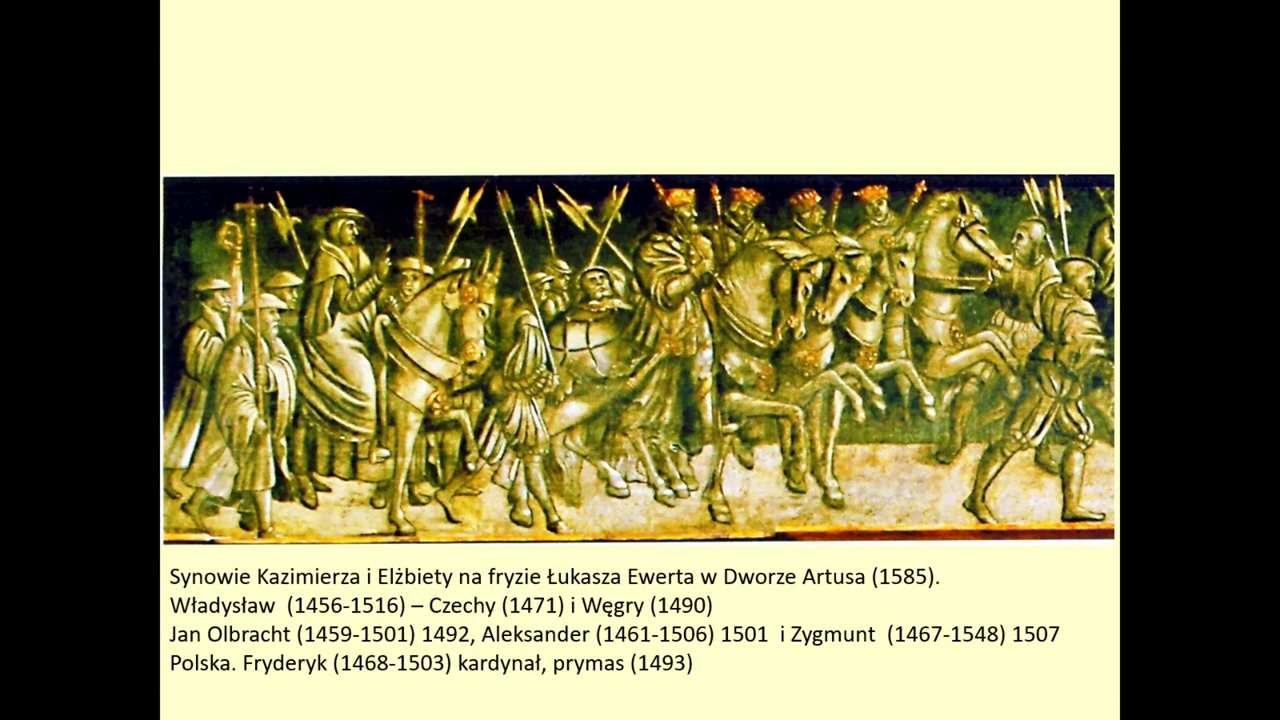 Synowie Kazimierza i Elżbiety na fryzie Łukasza Ewerta w Dworze Artusa (1585).
Władysław (1456-1516) – Czechy (1471) i Węgry (1490)
Jan Olbracht (1459-1501) 1492, Aleksander (1461-1506) 1501 i Zygmunt (1467-1548) 1507
Polska. Fryderyk (1468-1503) kardynał, prymas (1493)